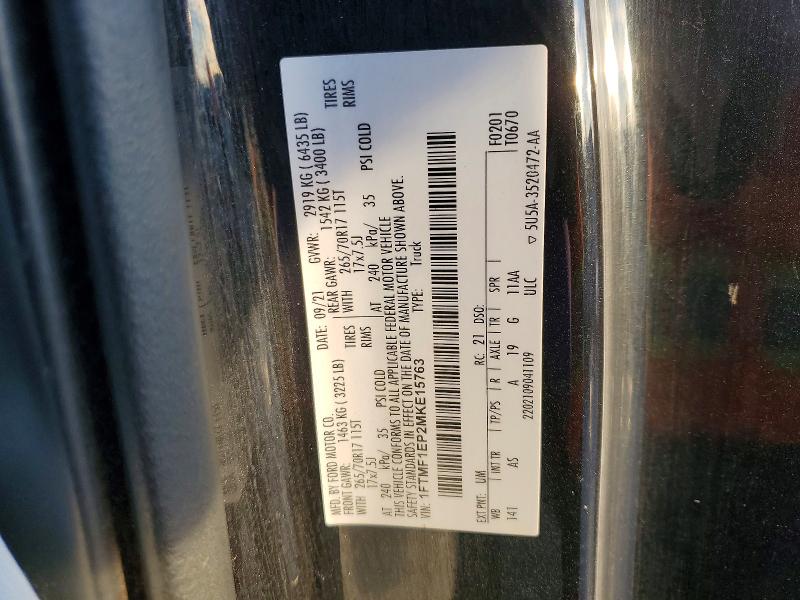 MFD. BY FORD MOTOR CO.
DATE: 09/21
GVWR: 2919 KG ( 6435 LB)
FRONT GAWR: 1463 KG ( 3225 LB)
REAR GAWR: 1542 KG ( 3400 LB)
WITH 265/70R17 115T TIRES
WITH 265/70R17 115T TIRES
17x7.5J RIMS
17x7.5J RIMS
AT 240 kPa/ 35 PSI COLD
AT 240 kPa/ 35 PSI COLD
THIS VEHICLE CONFORMS TO ALL APPLICABLE FEDERAL MOTOR VEHICLE
SAFETY STANDARDS IN EFFECT ON THE DATE OF MANUFACTURE SHOWN ABOVE.
VIN: 1FTMF1EP2MKE15763
TYPE: Truck
EXT PNT: UM RC: 21 DSO: F0201
WB INT TR TP/PS R AXLE TR SPR T0670
141 AS A 19 G 11AA
2202109041109 ULC ▽ 5U5A-3520472-AA